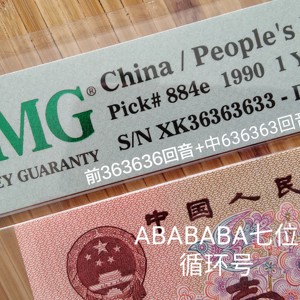 China / People's
MG®
Pick# 884e 1990 1 Y
S/N XK36363633 - D
EY GUARANTY
前363636回音+中636363回音
ABABABA七位
循环号
中国人民